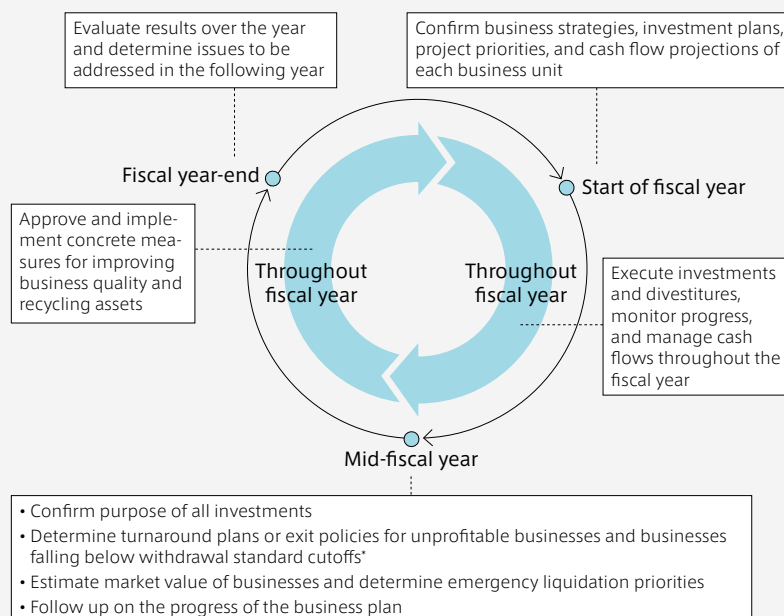 Evaluate results over the year
and determine issues to be
addressed in the following year
Confirm business strategies, investment plans,
project priorities, and cash flow projections of
each business unit
Fiscal year-end
Start of fiscal year
Approve and imple-
ment concrete mea-
sures for improving
business quality and
recycling assets
Throughout
fiscal year
Throughout
fiscal year
Execute investments
and divestitures,
monitor progress,
and manage cash
flows throughout the
fiscal year
Mid-fiscal year
• Confirm purpose of all investments
• Determine turnaround plans or exit policies for unprofitable businesses and businesses
falling below withdrawal standard cutoffs*
• Estimate market value of businesses and determine emergency liquidation priorities
• Follow up on the progress of the business plan